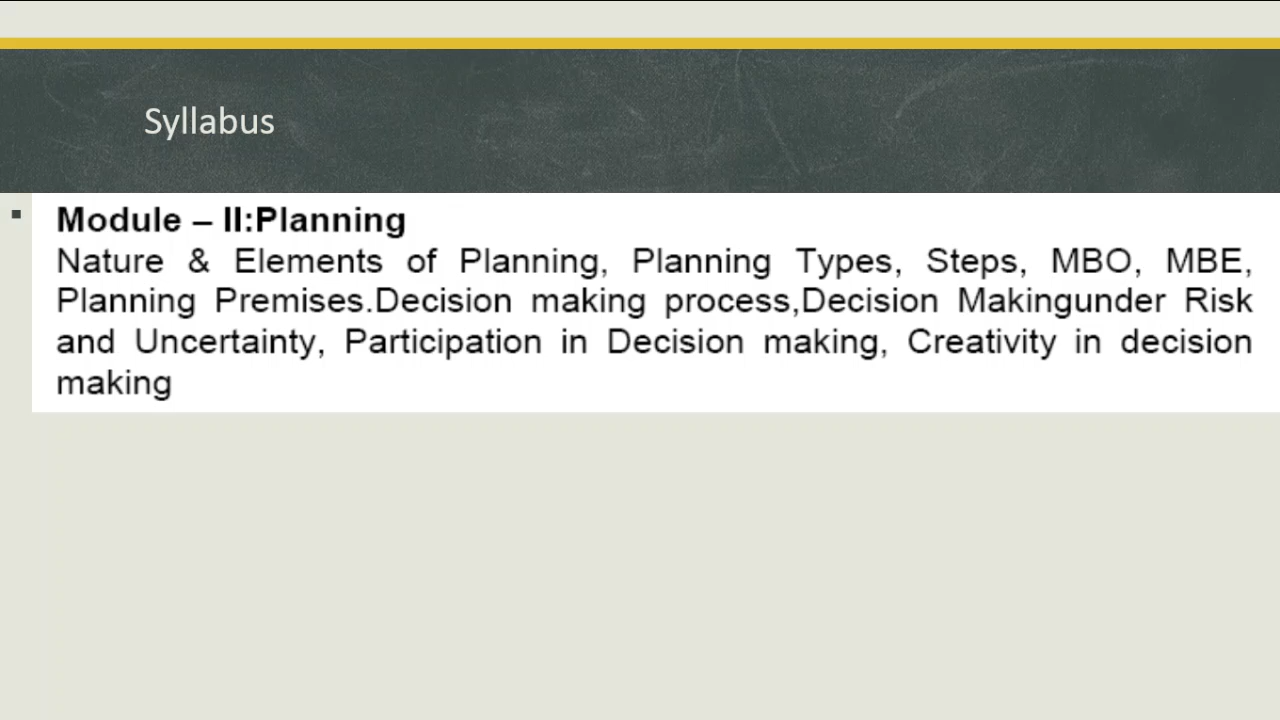 Syllabus
Module – II:Planning
Nature & Elements of Planning, Planning Types, Steps, MBO, MBE,
Planning Premises.Decision making process,Decision Makingunder Risk
and Uncertainty, Participation in Decision making, Creativity in decision
making